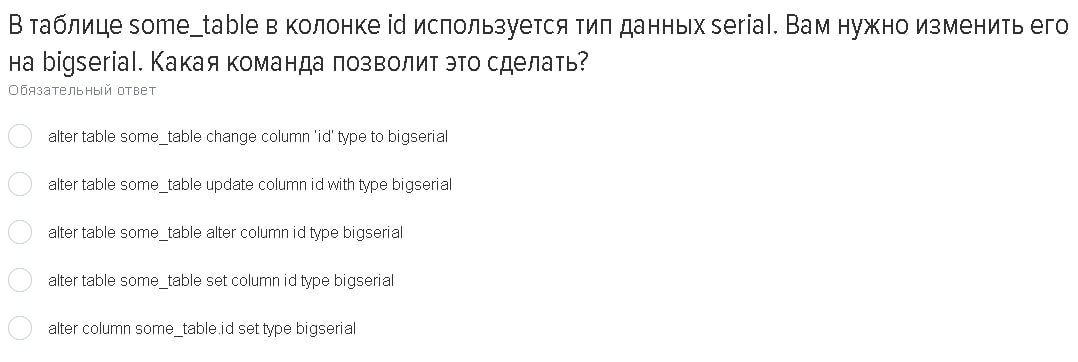 В таблице some_table в колонке id используется тип данных serial. Вам нужно изменить его
на bigserial. Какая команда позволит это сделать?
Обязательный ответ
alter table some_table change column 'id' type to bigserial
alter table some_table update column id with type bigserial
alter table some_table alter column id type bigserial
alter table some_table set column id type bigserial
alter column some_table.id set type bigserial